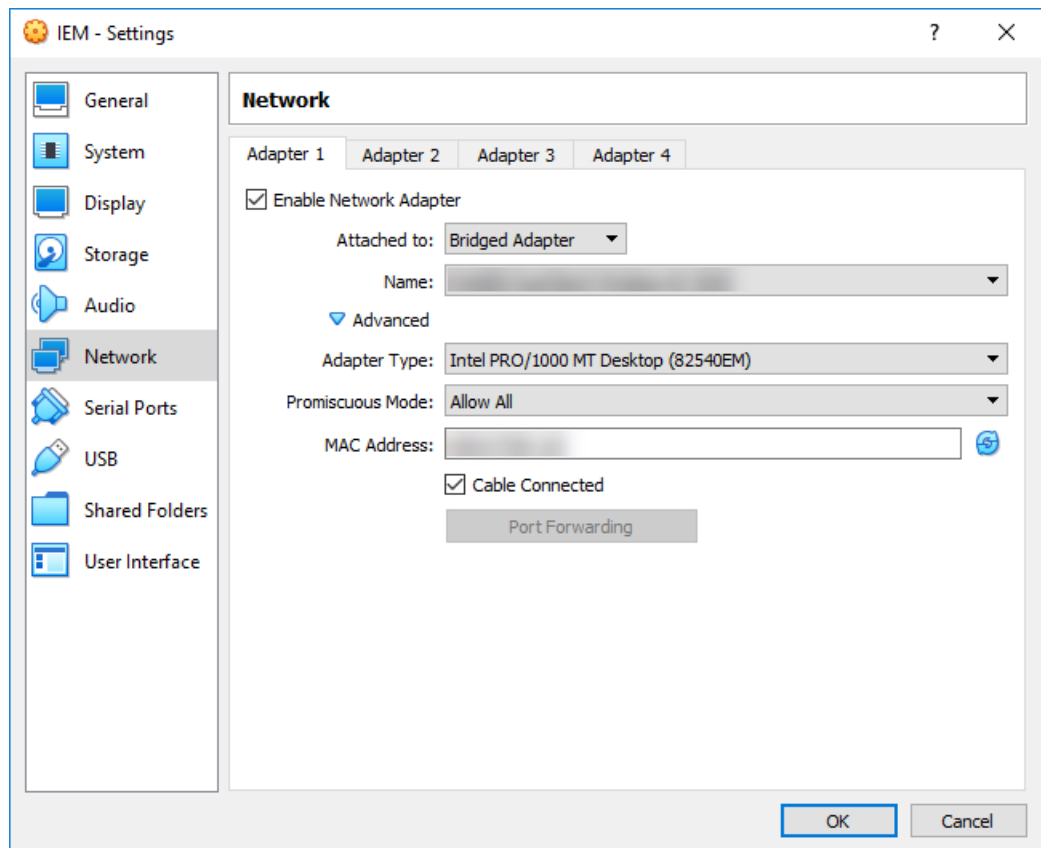 IEM - Settings
?
General
System
Display
Storage
Audio
Network
Serial Ports
USB
Shared Folders
User Interface
Network
Adapter 1 Adapter 2 Adapter 3 Adapter 4
Enable Network Adapter
Attached to: Bridged Adapter
Name:
Advanced
Adapter Type: Intel PRO/1000 MT Desktop (82540EM)
Promiscuous Mode: Allow All
MAC Address:
Cable Connected
Port Forwarding
OK Cancel